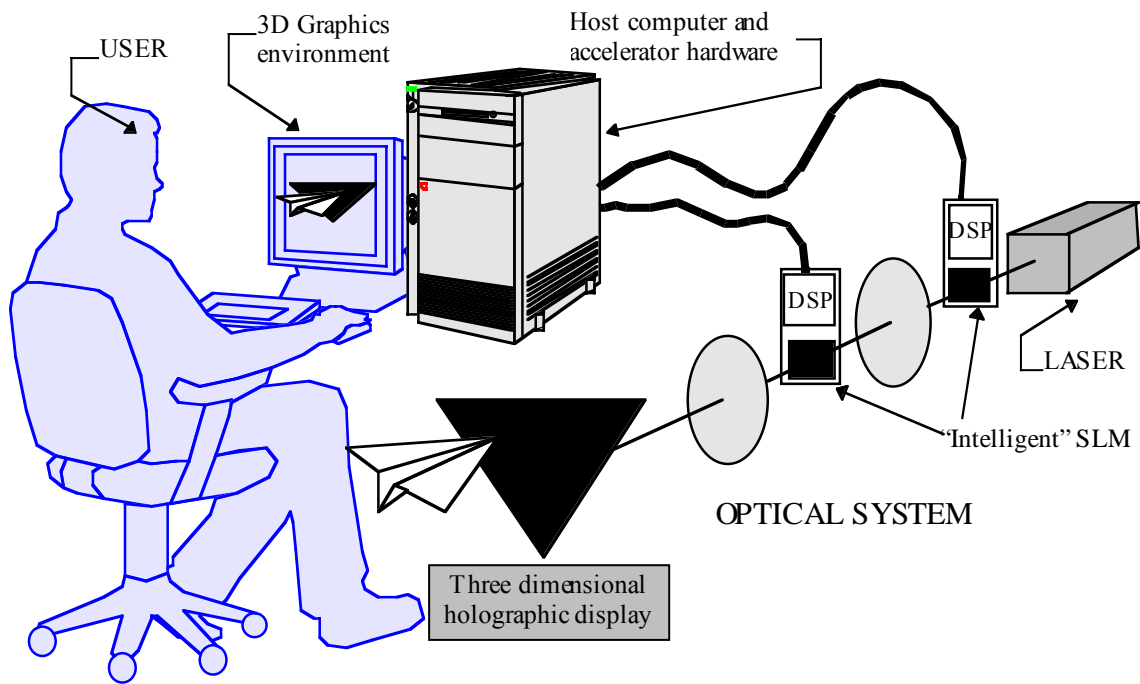 USER
3D Graphics
environment
Host computer and
accelerator hardware
DSP
DSP
LASER
“Intelligent” SLM
OPTICAL SYSTEM
Three dimensional
holographic display